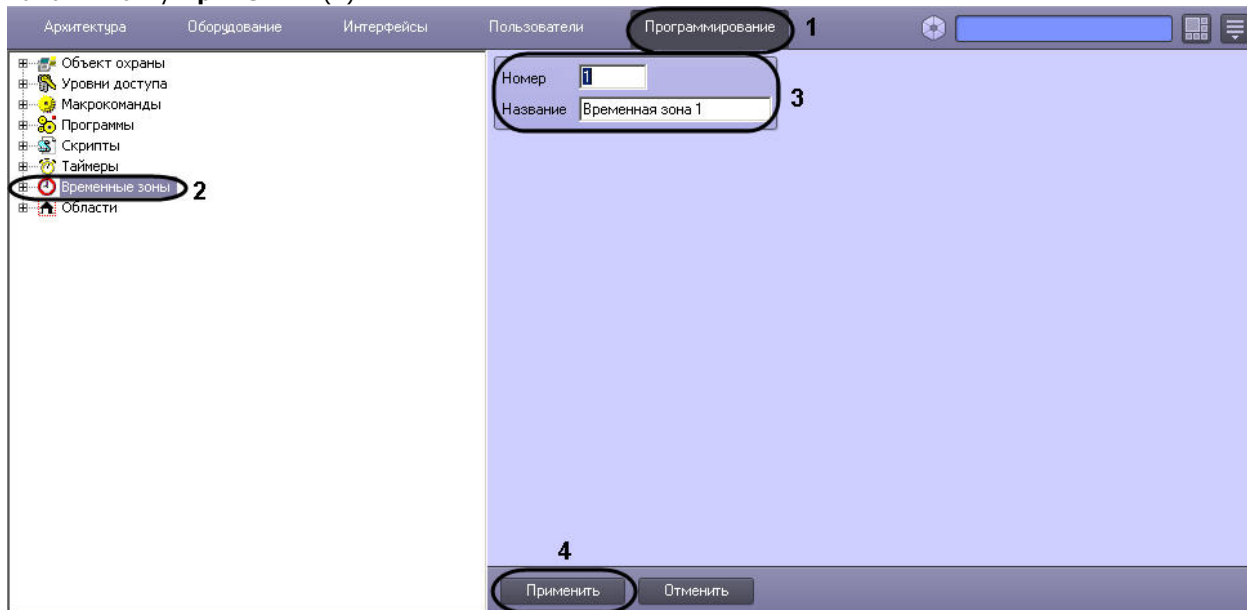 Архитектура Оборудование Интерфейсы Пользователи Программирование 1
Объект охраны
Уровни доступа
Макрокоманды
Программы
Скрипты
Таймеры
Временные зоны 2
Области
Номер 1
Название Временная зона 1
3
4
Применить Отменить